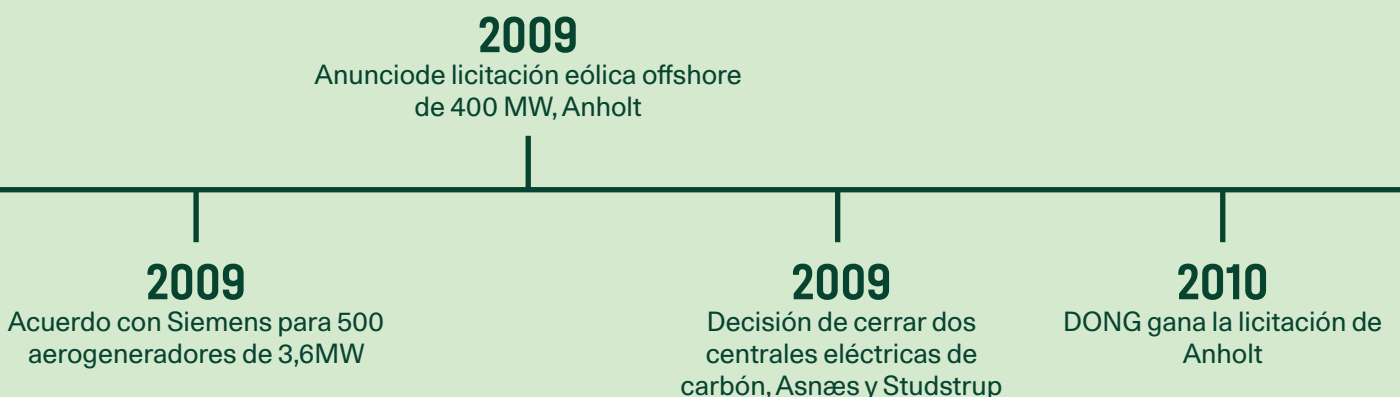 2009
Anunciode licitación eólica offshore
de 400 MW, Anholt
2009
Acuerdo con Siemens para 500
aerogeneradores de 3,6MW
2009
Decisión de cerrar dos
centrales eléctricas de
carbón, Asnæs y Studstrup
2010
DONG gana la licitación de
Anholt